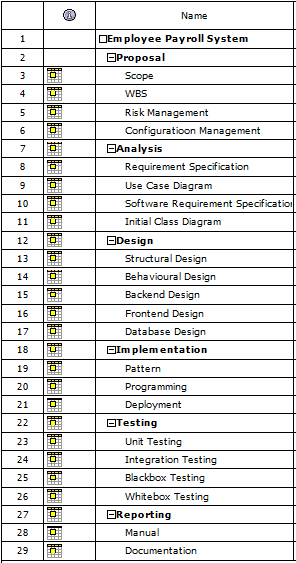 Name
1 Employee Payroll System
2 Proposal
3 Scope
4 WBS
5 Risk Management
6 Configuratioon Management
7 Analysis
8 Requirement Specification
9 Use Case Diagram
10 Software Requirement Specification
11 Initial Class Diagram
12 Design
13 Structural Design
14 Behavioural Design
15 Backend Design
16 Frontend Design
17 Database Design
18 Implementation
19 Pattern
20 Programming
21 Deployment
22 Testing
23 Unit Testing
24 Integration Testing
25 Blackbox Testing
26 Whitebox Testing
27 Reporting
28 Manual
29 Documentation